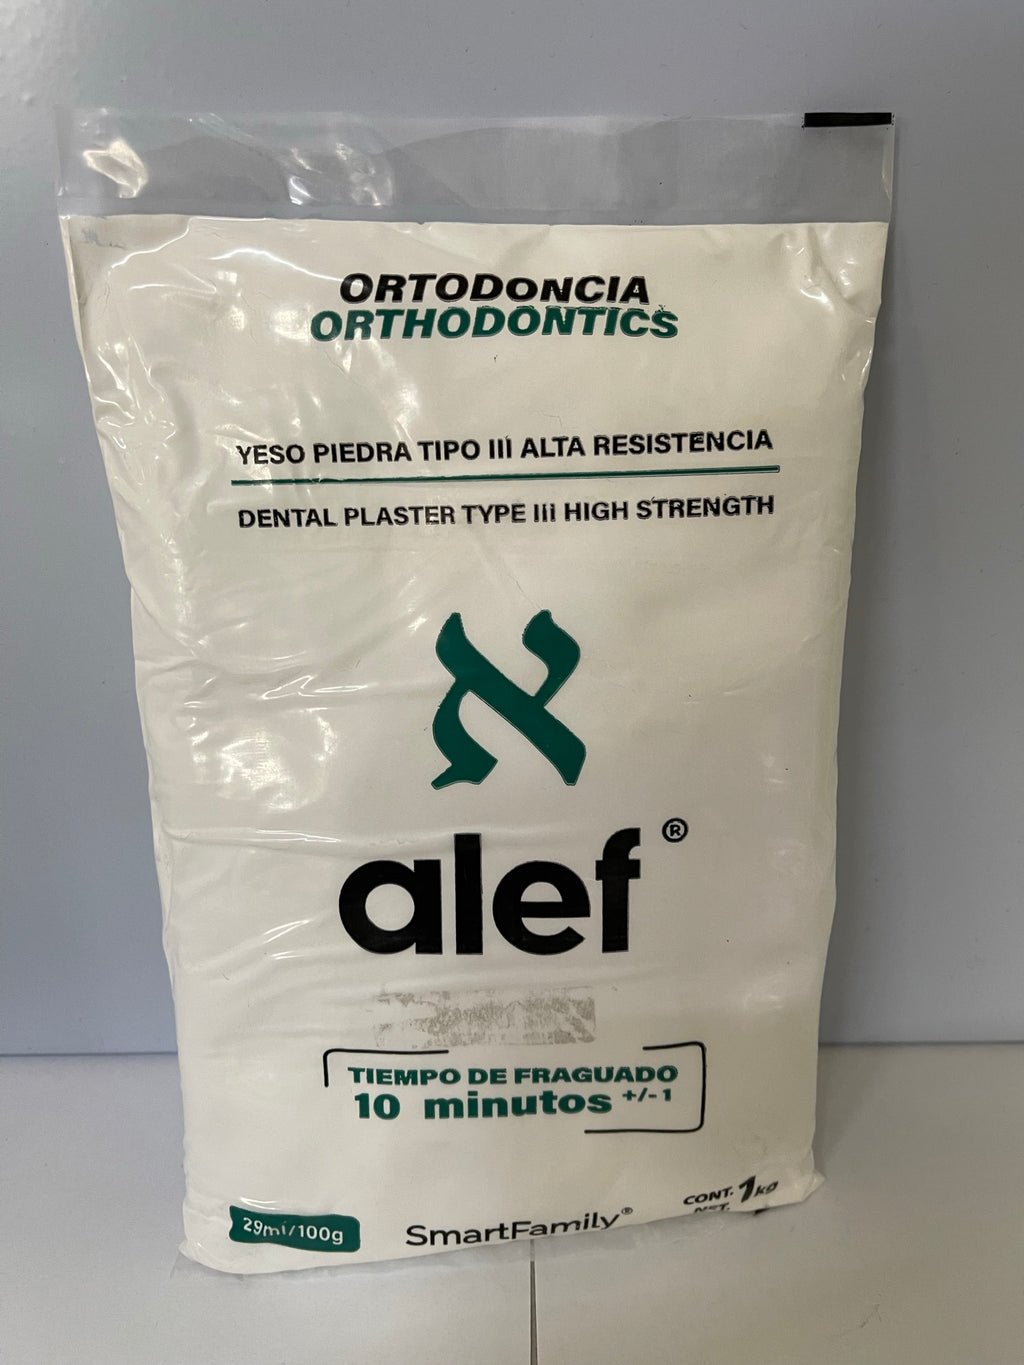 ORTODONCIA
ORTHODONTICS
YESO PIEDRA TIPO III ALTA RESISTENCIA
DENTAL PLASTER TYPE III HIGH STRENGTH
א
alef®
TIEMPO DE FRAGUADO
10 minutos +/-1
29ml/100g
SmartFamily®
CONT. 1kg
NET.